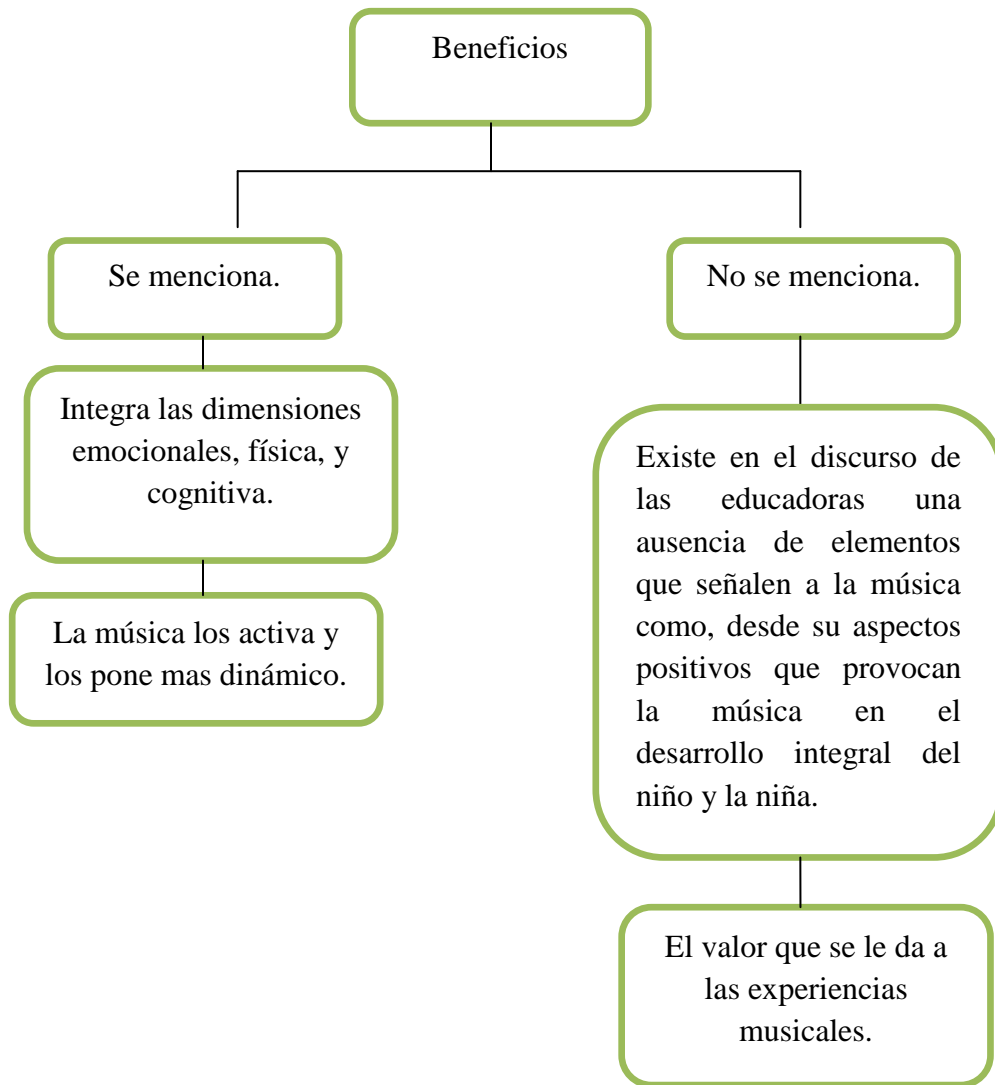 Beneficios
Se menciona.
No se menciona.
Integra las dimensiones
emocionales, física, y
cognitiva.
La música los activa y
los pone mas dinámico.
Existe en el discurso de
las educadoras una
ausencia de elementos
que señalen a la música
como, desde su aspectos
positivos que provocan
la música en el
desarrollo integral del
niño y la niña.
El valor que se le da a
las experiencias
musicales.